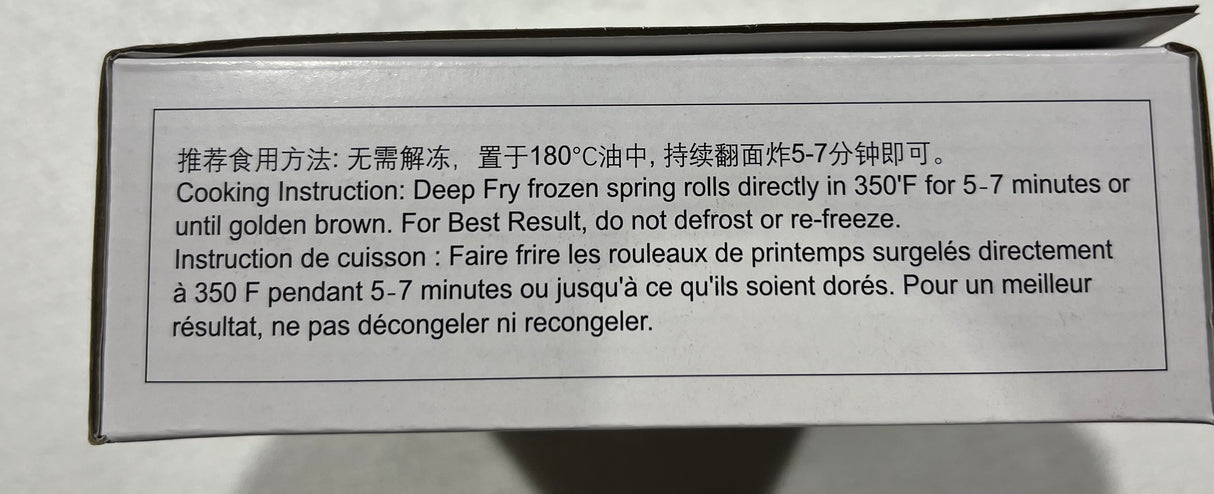 推荐食用方法: 无需解冻，置于180°C油中, 持续翻面炸5-7分钟即可。
Cooking Instruction: Deep Fry frozen spring rolls directly in 350'F for 5-7 minutes or
until golden brown. For Best Result, do not defrost or re-freeze.
Instruction de cuisson : Faire frire les rouleaux de printemps surgelés directement
à 350 F pendant 5-7 minutes ou jusqu'à ce qu'ils soient dorés. Pour un meilleur
résultat, ne pas décongeler ni recongeler.